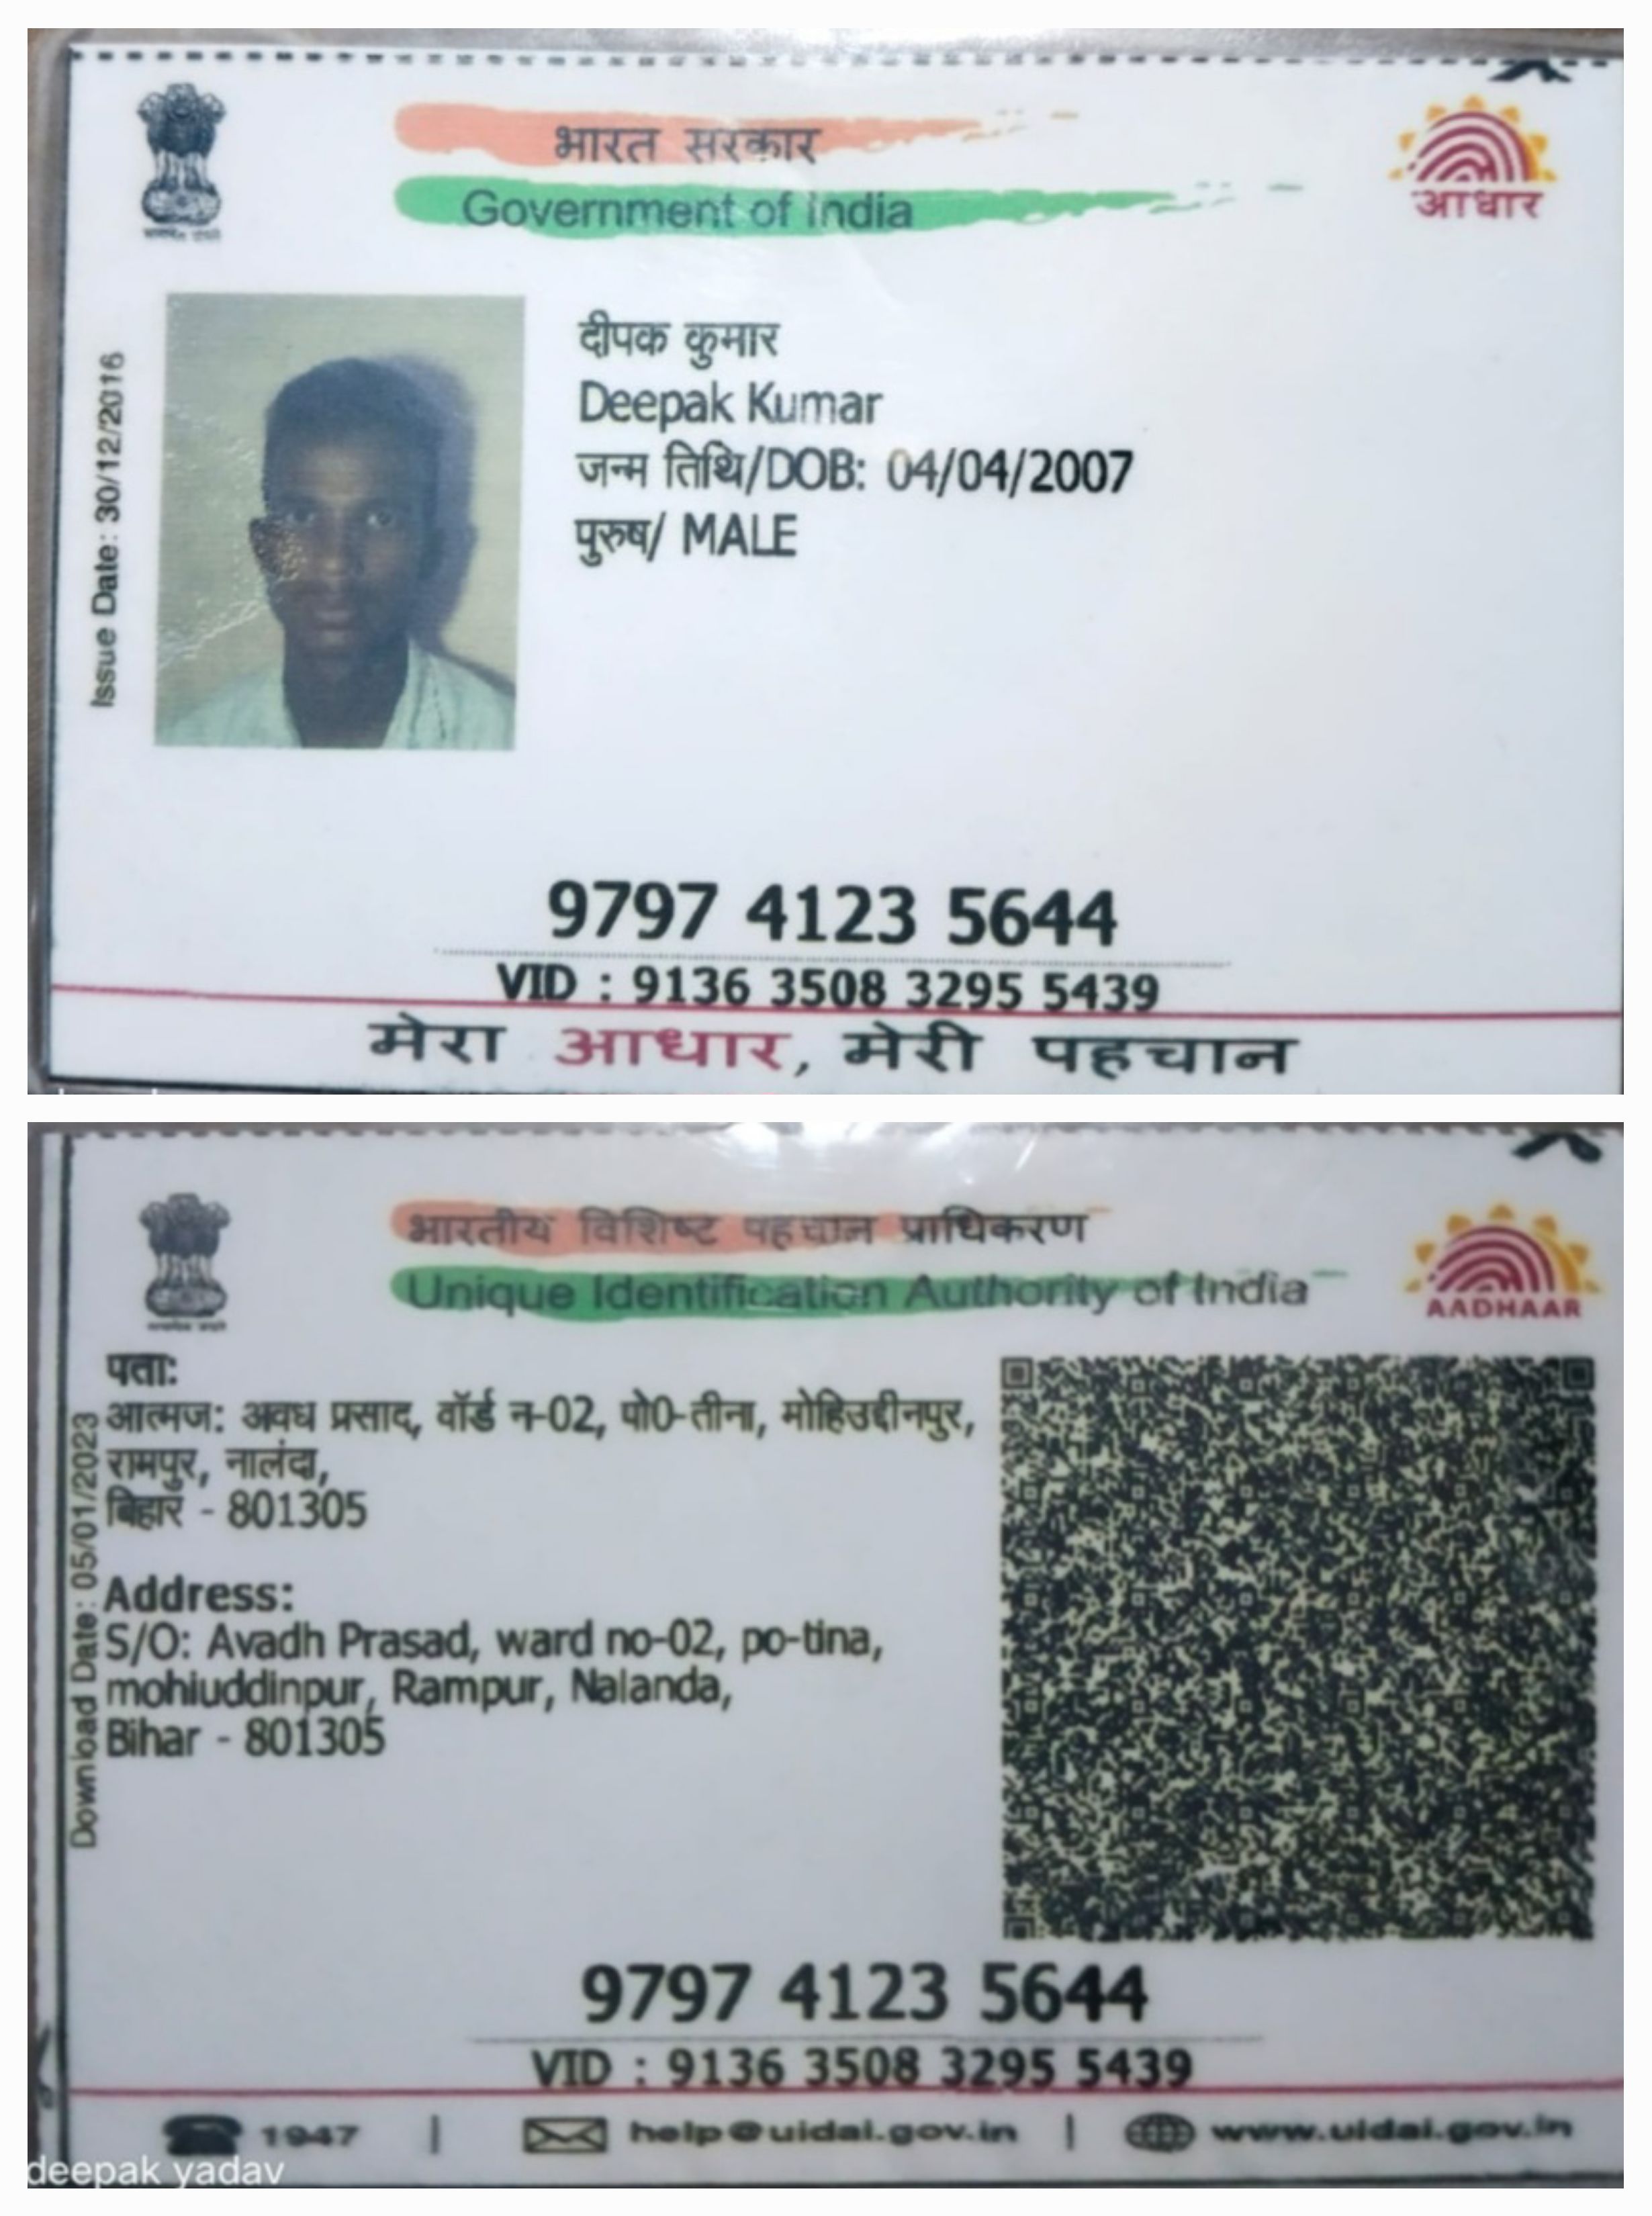 भारत सरकार
Government of India
आधार
Issue Date: 30/12/2016
दीपक कुमार
Deepak Kumar
जन्म तिथि/DOB: 04/04/2007
पुरुष/ MALE
9797 4123 5644
VID : 9136 3508 3295 5439
मेरा आधार, मेरी पहचान
भारतीय विशिष्ट पहचान प्राधिकरण
Unique Identification Authority of India
AADHAAR
Download Date: 05/01/2023
पता:
आत्मज: अवध प्रसाद, वॉर्ड न-02, पो0-तीना, मोहिउद्दीनपुर,
रामपुर, नालंदा,
बिहार - 801305
Address:
S/O: Avadh Prasad, ward no-02, po-tina,
mohiuddinpur, Rampur, Nalanda,
Bihar - 801305
9797 4123 5644
VID : 9136 3508 3295 5439
1947 | help@uidai.gov.in | www.uidai.gov.in
deepak yadav